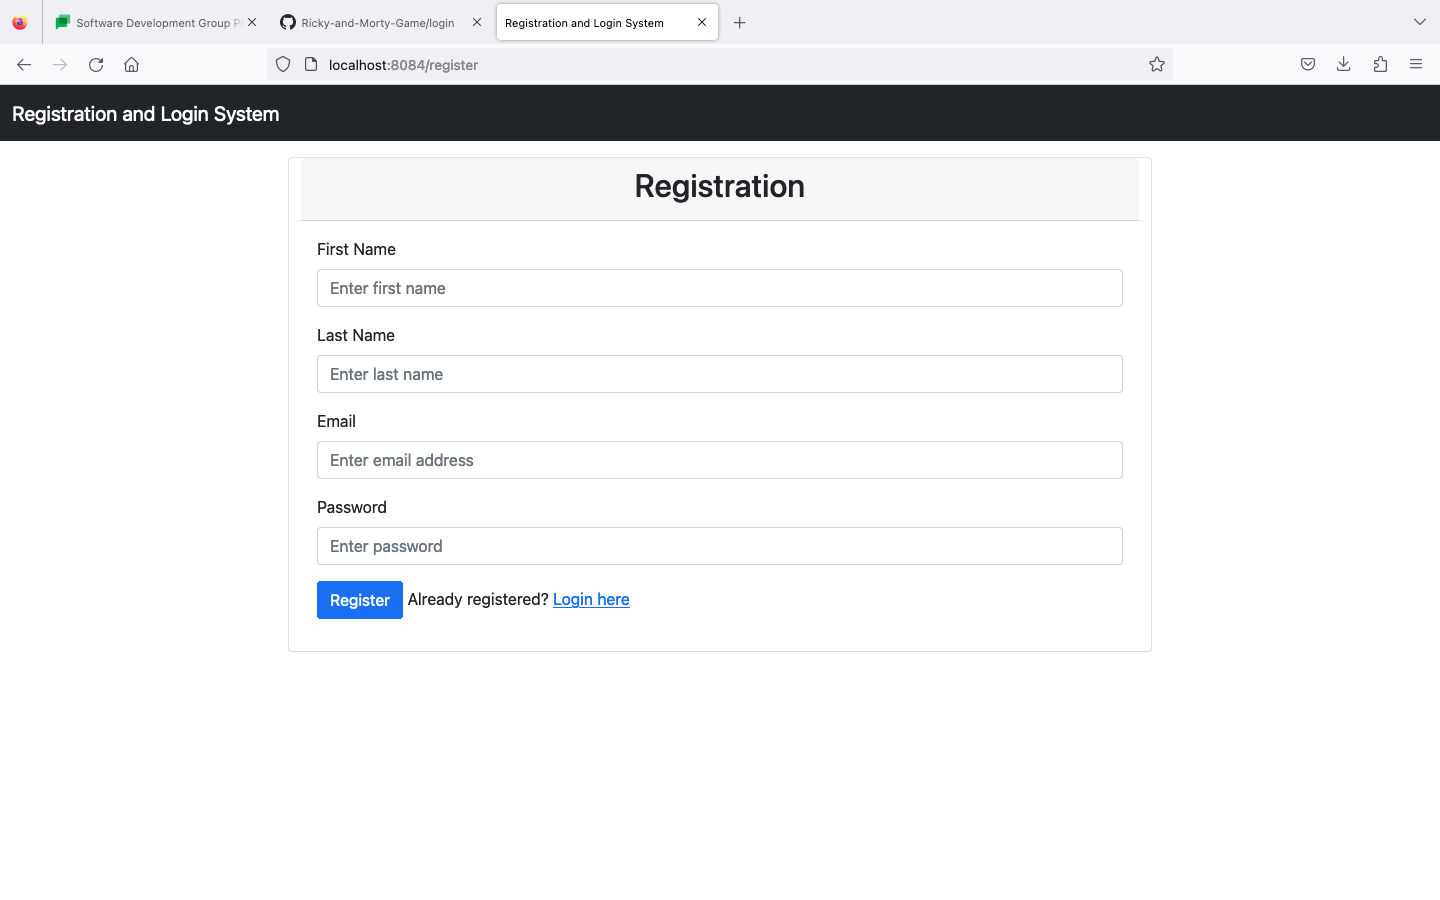 Software Development Group P
Ricky-and-Morty-Game/login
Registration and Login System
localhost:8084/register
Registration and Login System
Registration
First Name
Enter first name
Last Name
Enter last name
Email
Enter email address
Password
Enter password
Register Already registered? Login here